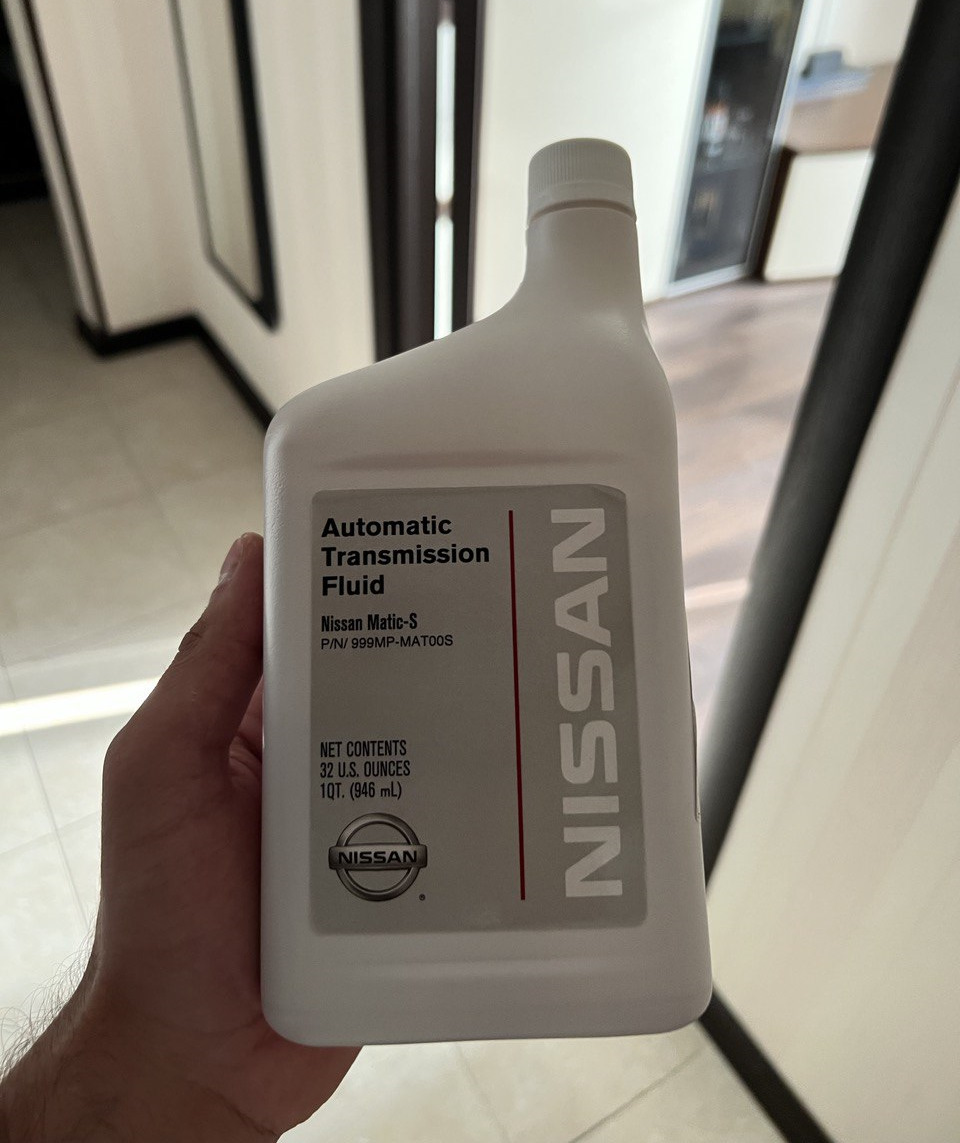 Automatic
Transmission
Fluid
Nissan Matic-S
P/N/ 999MP-MAT00S
NET CONTENTS
32 U.S. OUNCES
1QT. (946 mL)
NISSAN
®
NISSAN